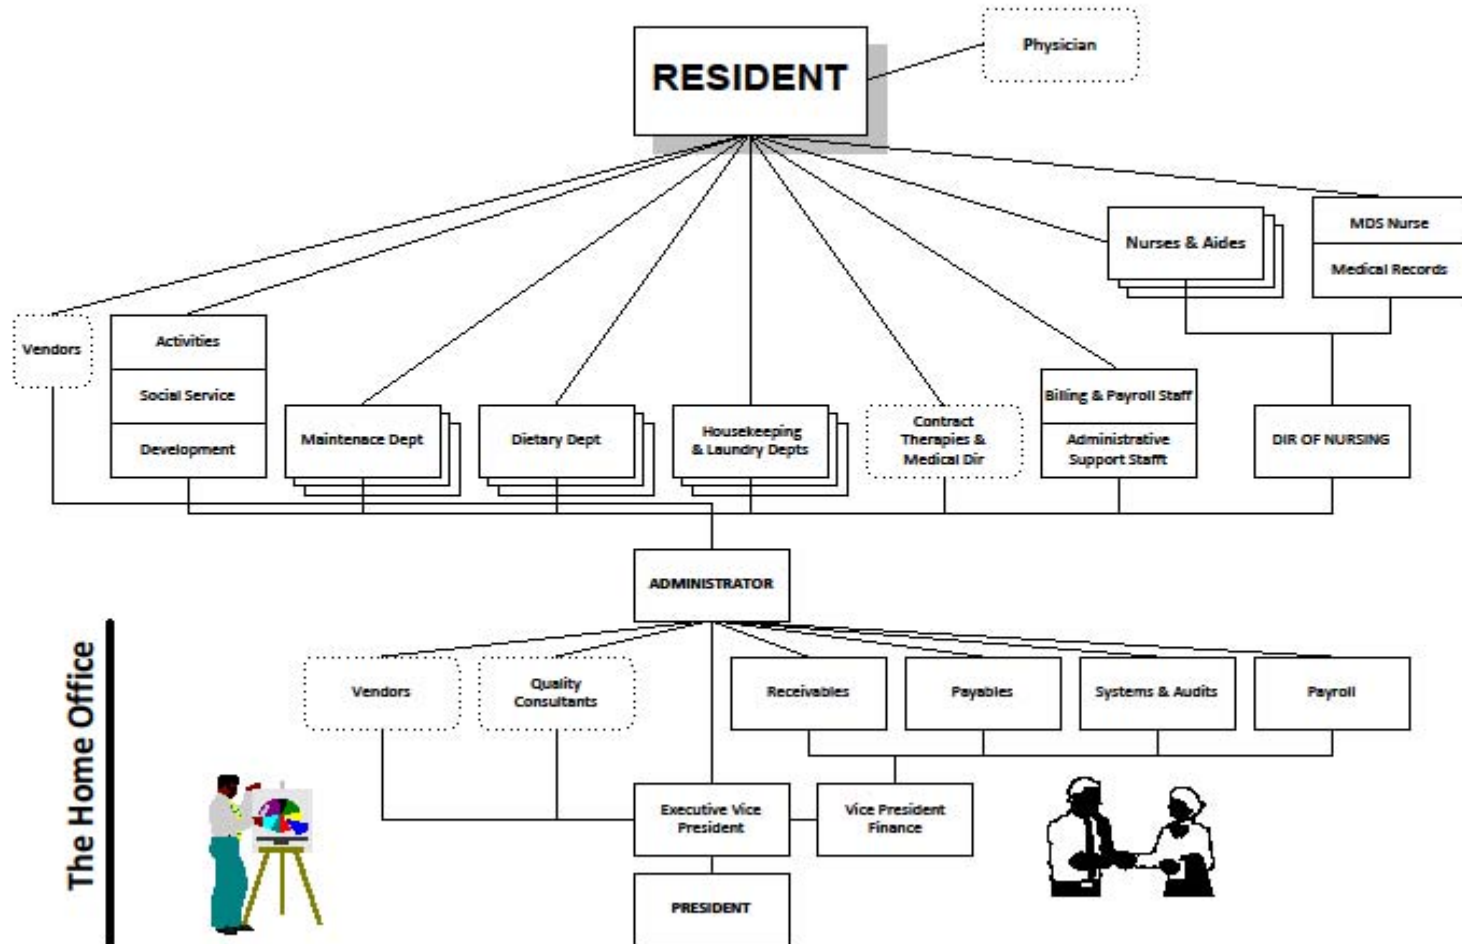 Physician
RESIDENT
MDS Nurse
Nurses & Aides
Medical Records
Vendors
Activities
Social Service
Development
Maintenace Dept
Dietary Dept
Housekeeping
& Laundry Depts
Contract
Therapies &
Medical Dir
Billing & Payroll Staff
Administrative
Support Stafft
DIR OF NURSING
ADMINISTRATOR
The Home Office
Vendors
Quality
Consultants
Receivables
Payables
Systems & Audits
Payroll
Executive Vice
President
Vice President
Finance
PRESIDENT